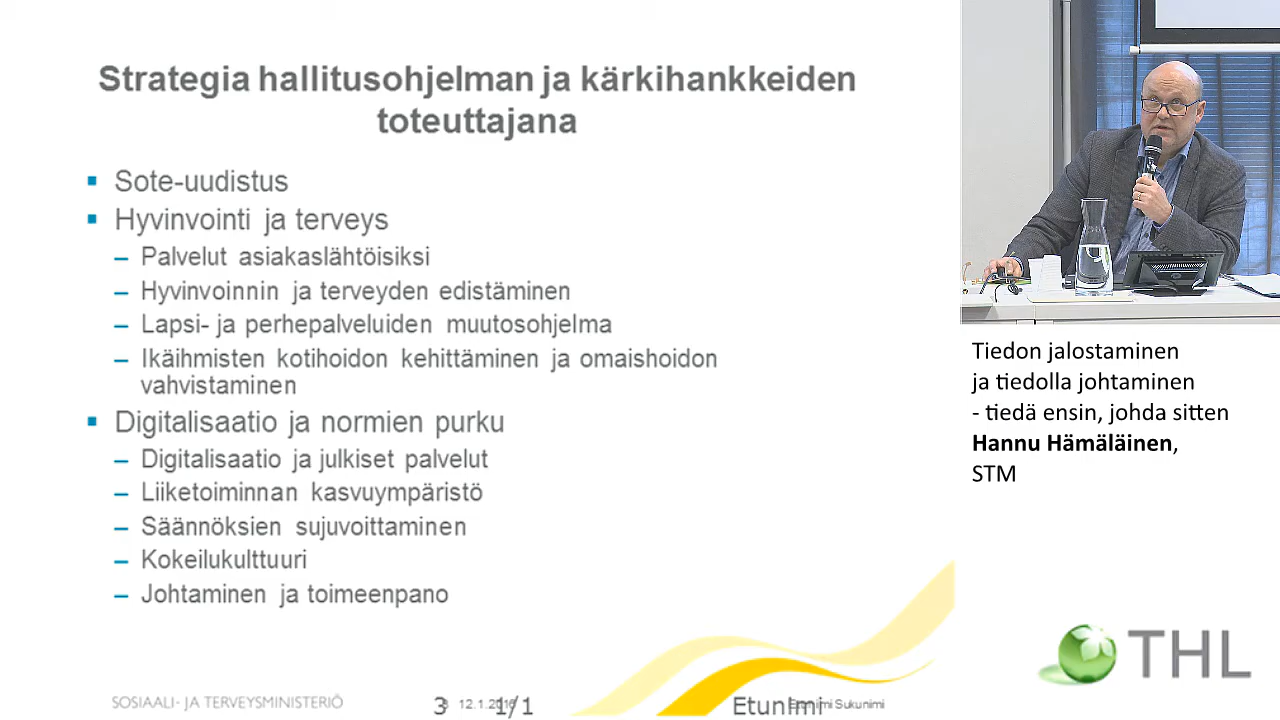 Strategia hallitusohjelman ja kärkihankkeiden
toteuttajana
Sote-uudistus
Hyvinvointi ja terveys
– Palvelut asiakaslähtöisiksi
– Hyvinvoinnin ja terveyden edistäminen
– Lapsi- ja perhepalveluiden muutosohjelma
– Ikäihmisten kotihoidon kehittäminen ja omaishoidon
vahvistaminen
Digitalisaatio ja normien purku
– Digitalisaatio ja julkiset palvelut
– Liiketoiminnan kasvuympäristö
– Säännöksien sujuvoittaminen
– Kokeilukulttuuri
– Johtaminen ja toimeenpano
SOSIAALI- JA TERVEYSMINISTERIÖ
3
12.1.2016
1/1
EtunImi
Etunimi Sukunimi
Tiedon jalostaminen
ja tiedolla johtaminen
- tiedä ensin, johda sitten
Hannu Hämäläinen,
STM
THL